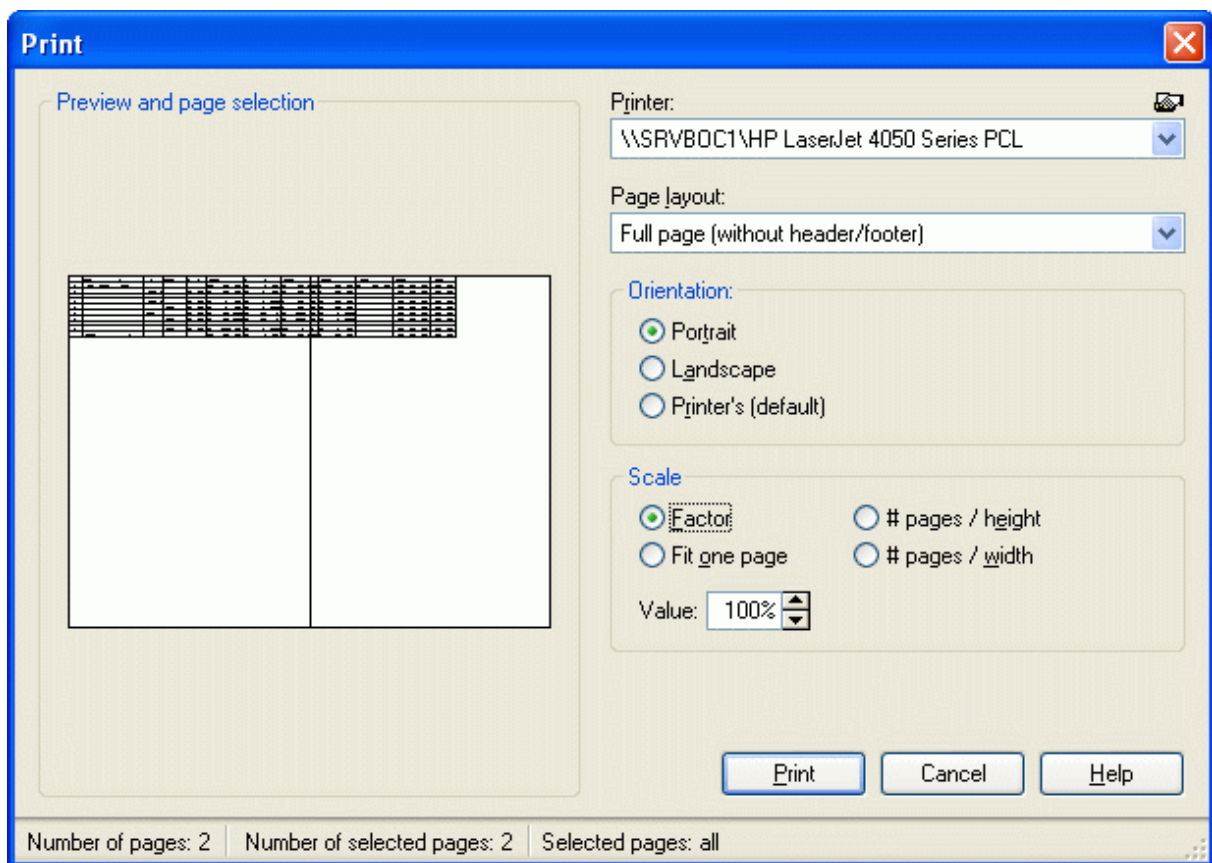 Print
Preview and page selection
Printer:
\\SRVBOC1\HP LaserJet 4050 Series PCL
Page layout:
Full page (without header/footer)
Orientation:
Portrait
Landscape
Printer's (default)
Scale
Factor
# pages / height
Fit one page
# pages / width
Value: 100%
Print
Cancel
Help
Number of pages: 2
Number of selected pages: 2
Selected pages: all